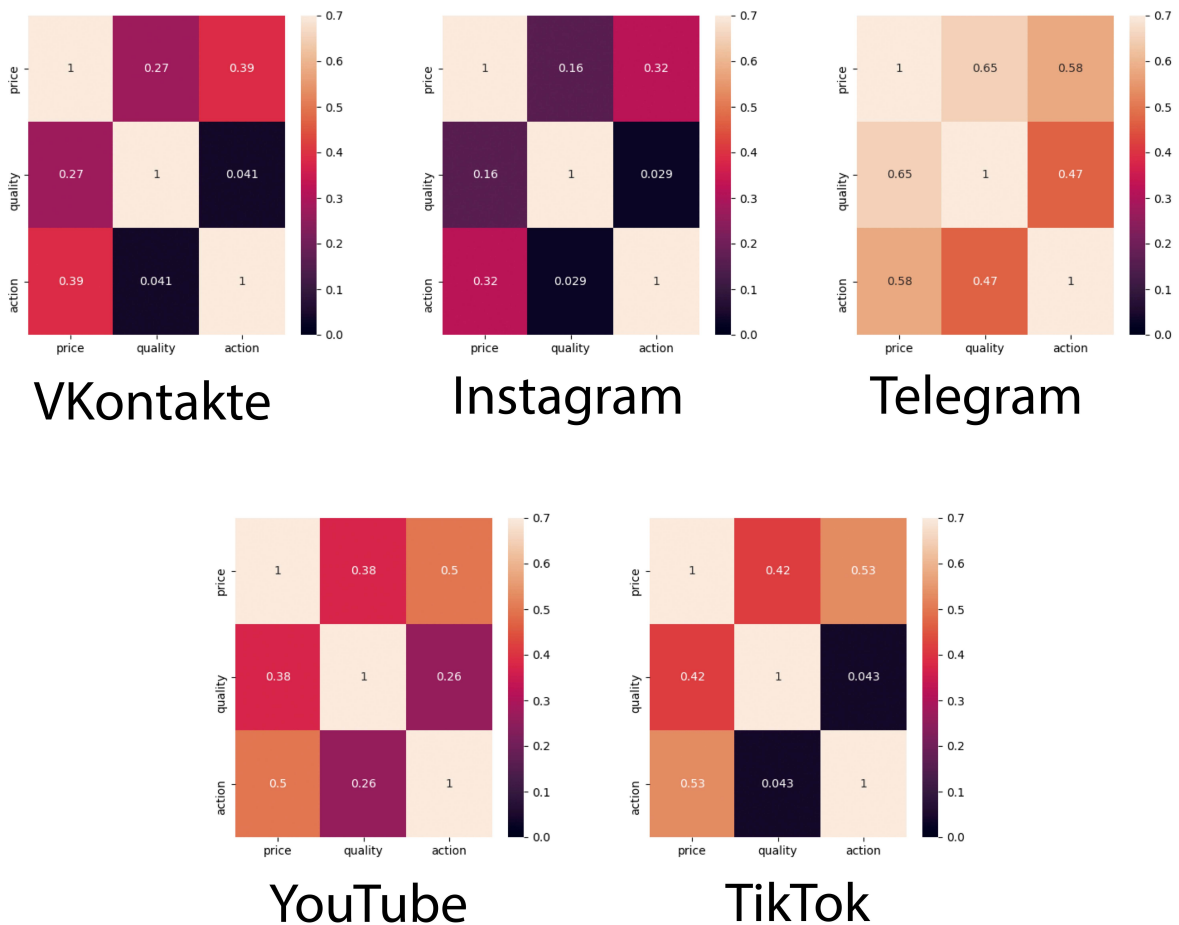 price 1 0.27 0.39
quality 0.27 1 0.041
action 0.39 0.041 1
price quality action
0.7
0.6
0.5
0.4
0.3
0.2
0.1
0.0
VKontakte
price 1 0.16 0.32
quality 0.16 1 0.029
action 0.32 0.029 1
price quality action
0.7
0.6
0.5
0.4
0.3
0.2
0.1
0.0
Instagram
price 1 0.65 0.58
quality 0.65 1 0.47
action 0.58 0.47 1
price quality action
0.7
0.6
0.5
0.4
0.3
0.2
0.1
0.0
Telegram
price 1 0.38 0.5
quality 0.38 1 0.26
action 0.5 0.26 1
price quality action
0.7
0.6
0.5
0.4
0.3
0.2
0.1
0.0
YouTube
price 1 0.42 0.53
quality 0.42 1 0.043
action 0.53 0.043 1
price quality action
0.7
0.6
0.5
0.4
0.3
0.2
0.1
0.0
TikTok